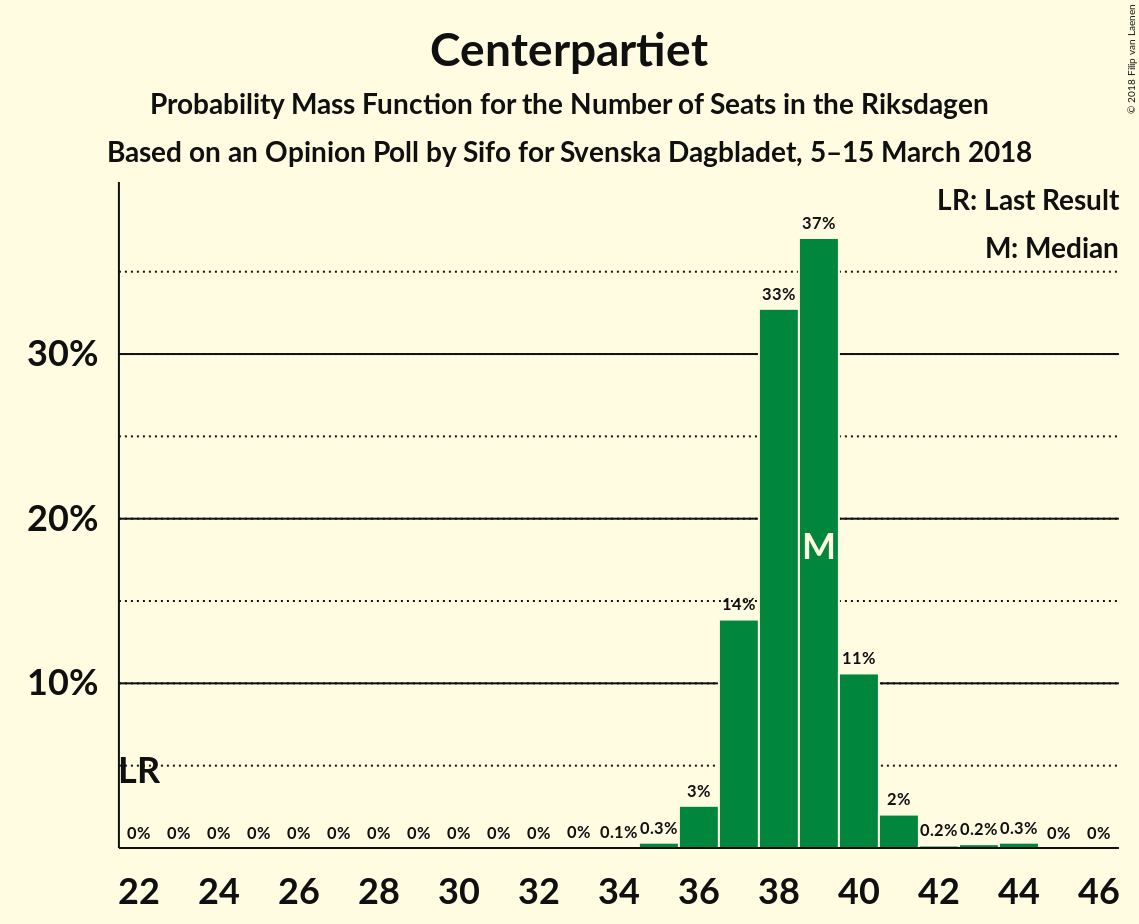 Centerpartiet
Probability Mass Function for the Number of Seats in the Riksdagen
Based on an Opinion Poll by Sifo for Svenska Dagbladet, 5–15 March 2018
© 2018 Filip van Laenen
LR: Last Result
M: Median
37%
33%
30%
20%
M
14%
11%
10%
LR
3%
2%
0% 0% 0% 0% 0% 0% 0% 0% 0% 0% 0% 0% 0.1% 0.3% 0.2% 0.2% 0.3% 0% 0%
22 24 26 28 30 32 34 36 38 40 42 44 46